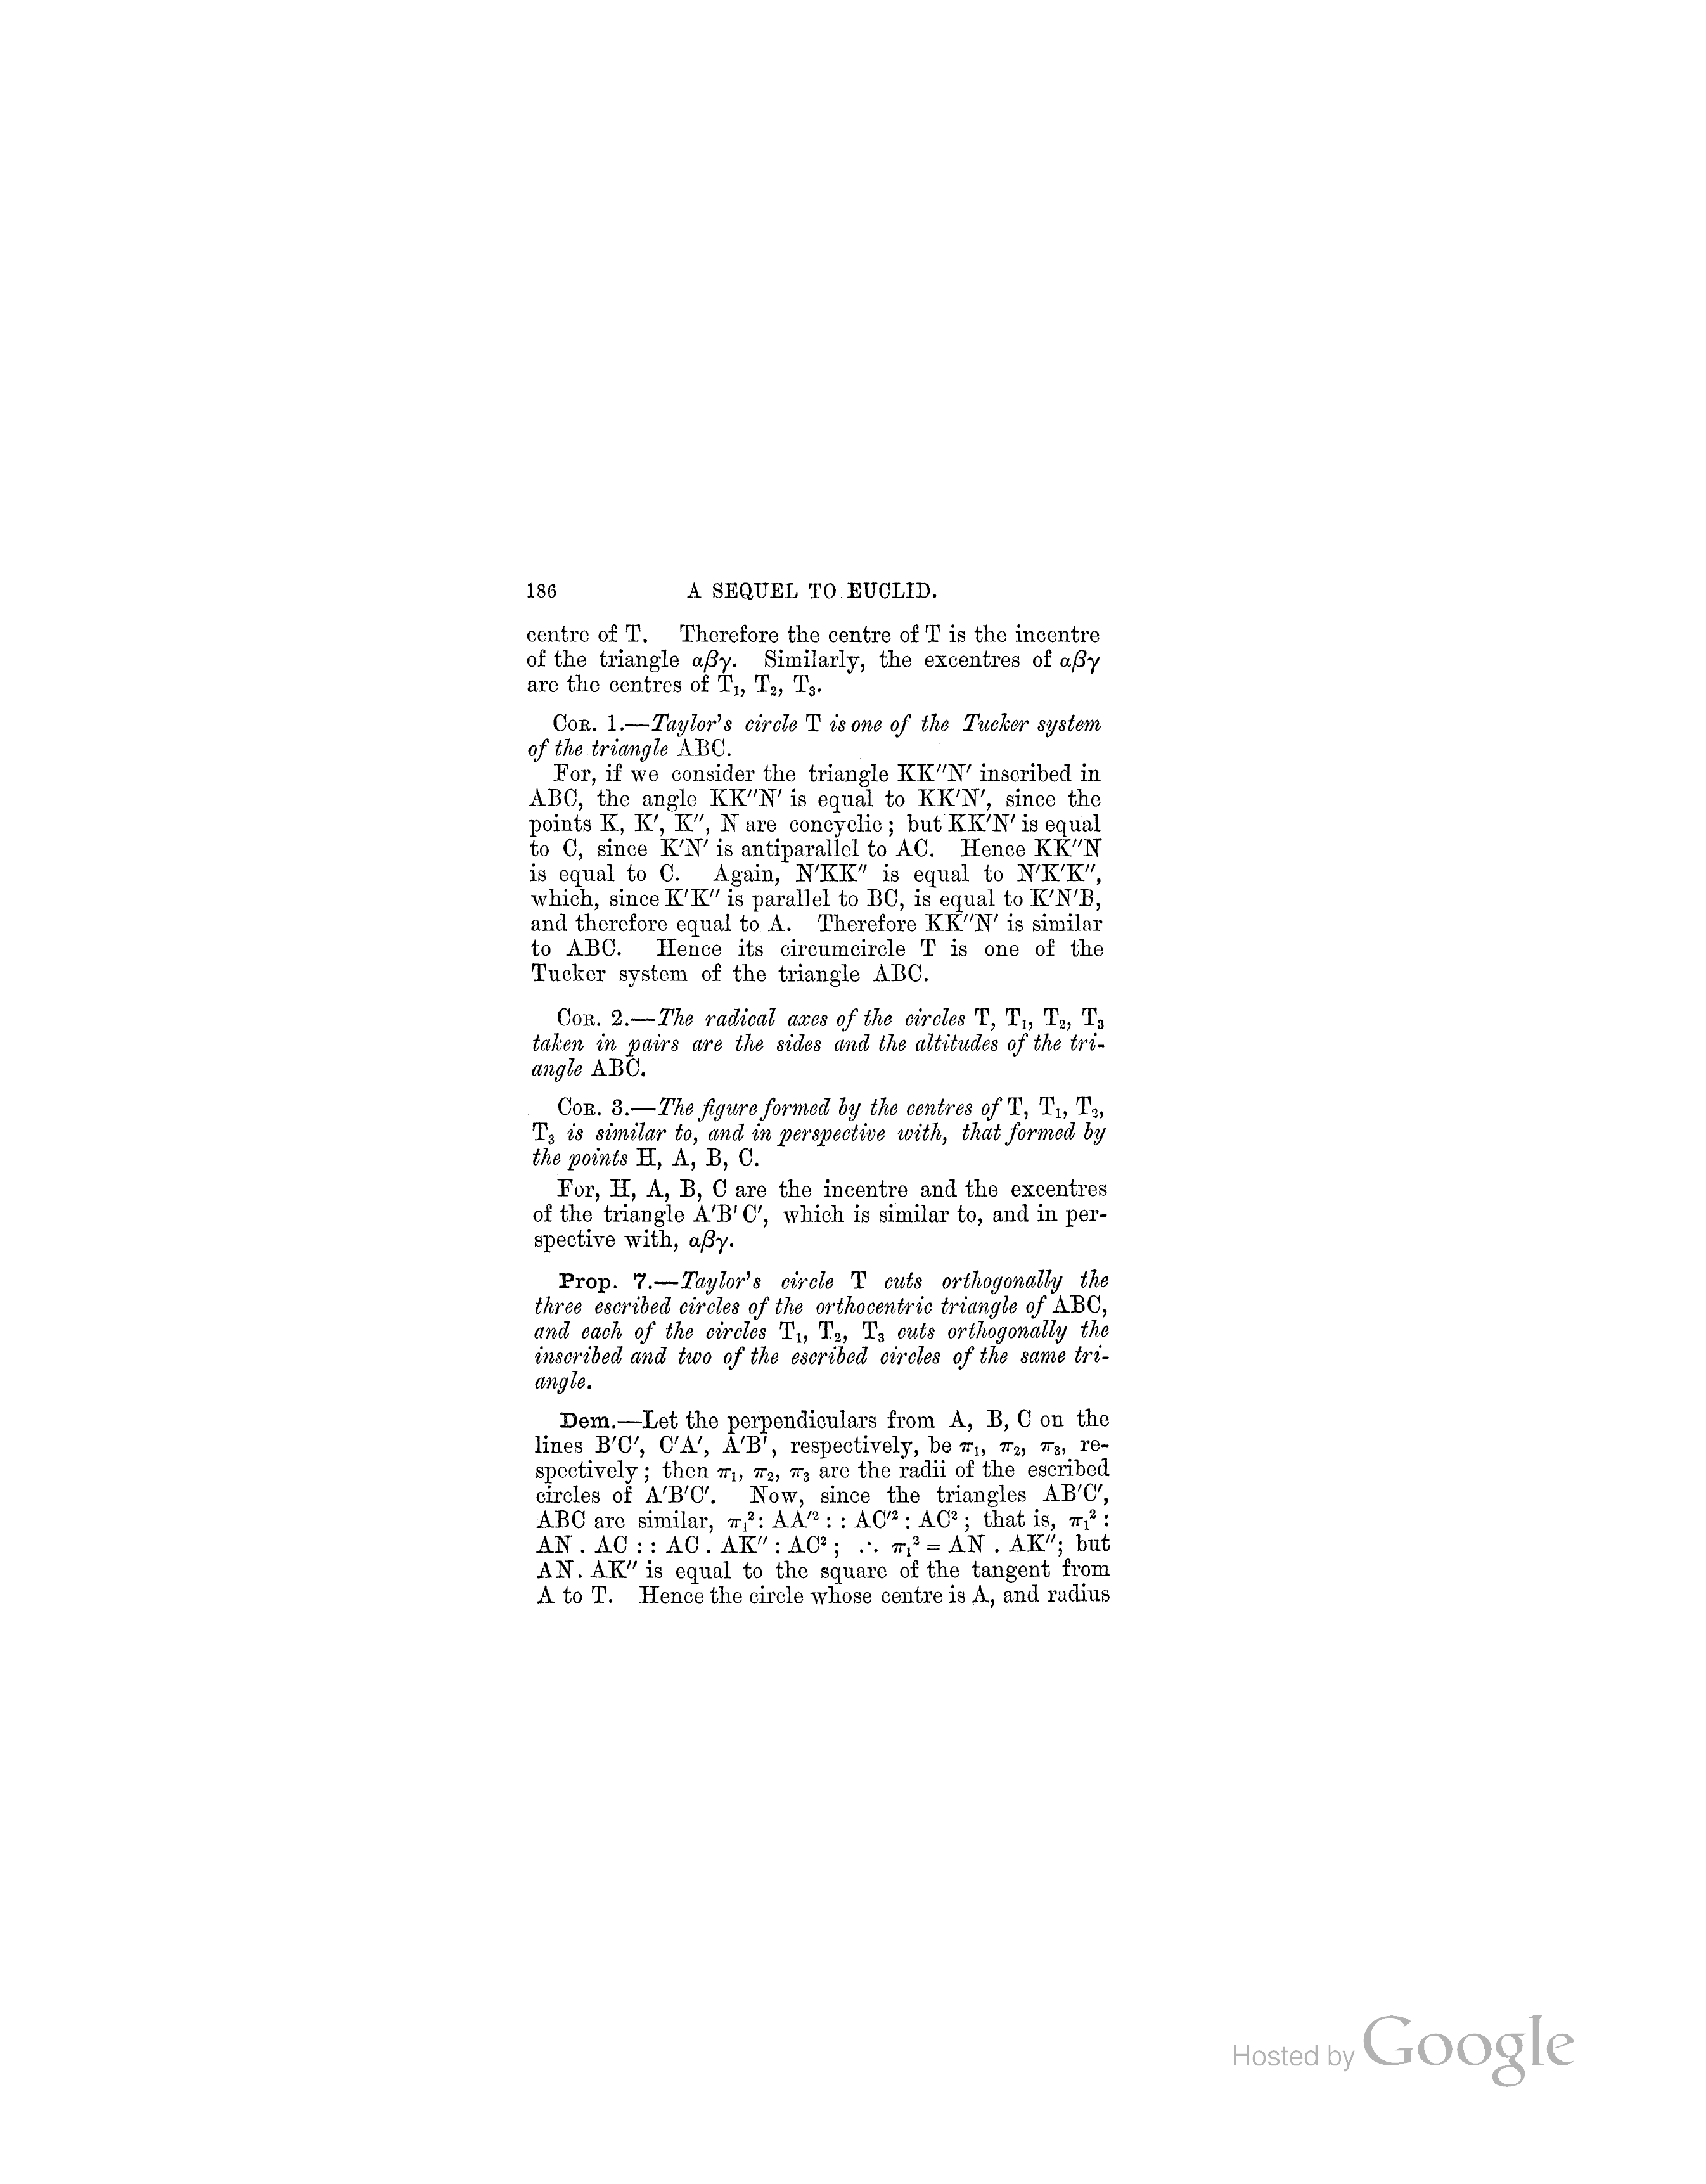 186 A SEQUEL TO EUCLID.
centre of T. Therefore the centre of T is the incentre
of the triangle αβγ. Similarly, the excentres of αβγ
are the centres of T₁, T₂, T₃.
Cor. 1.—Taylor's circle T is one of the Tucker system
of the triangle ABC.
For, if we consider the triangle KK″N′ inscribed in
ABC, the angle KK″N′ is equal to KK′N′, since the
points K, K′, K″, N are concyclic ; but KK′N′ is equal
to C, since K′N′ is antiparallel to AC. Hence KK″N
is equal to C. Again, N′KK″ is equal to N′K′K″,
which, since K′K″ is parallel to BC, is equal to K′N′B,
and therefore equal to A. Therefore KK″N′ is similar
to ABC. Hence its circumcircle T is one of the
Tucker system of the triangle ABC.
Cor. 2.—The radical axes of the circles T, T₁, T₂, T₃
taken in pairs are the sides and the altitudes of the tri-
angle ABC.
Cor. 3.—The figure formed by the centres of T, T₁, T₂,
T₃ is similar to, and in perspective with, that formed by
the points H, A, B, C.
For, H, A, B, C are the incentre and the excentres
of the triangle A′B′C′, which is similar to, and in per-
spective with, αβγ.
Prop. 7.—Taylor's circle T cuts orthogonally the
three escribed circles of the orthocentric triangle of ABC,
and each of the circles T₁, T₂, T₃ cuts orthogonally the
inscribed and two of the escribed circles of the same tri-
angle.
Dem.—Let the perpendiculars from A, B, C on the
lines B′C′, C′A′, A′B′, respectively, be π₁, π₂, π₃, re-
spectively ; then π₁, π₂, π₃ are the radii of the escribed
circles of A′B′C′. Now, since the triangles AB′C′,
ABC are similar, π₁² : AA′² : : AC′² : AC² ; that is, π₁² :
AN . AC : : AC . AK″ : AC² ; ∴ π₁² = AN . AK″; but
AN . AK″ is equal to the square of the tangent from
A to T. Hence the circle whose centre is A, and radius
Hosted by Google